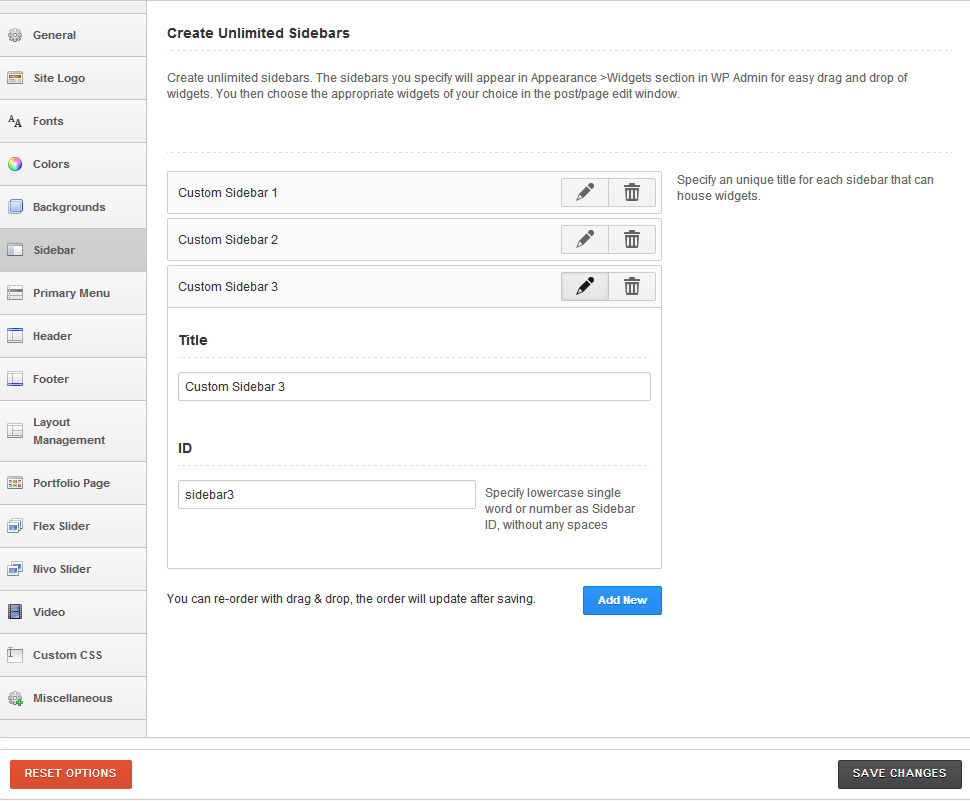 General
Site Logo
Fonts
Colors
Backgrounds
Sidebar
Primary Menu
Header
Footer
Layout
Management
Portfolio Page
Flex Slider
Nivo Slider
Video
Custom CSS
Miscellaneous
Create Unlimited Sidebars
Create unlimited sidebars. The sidebars you specify will appear in Appearance >Widgets section in WP Admin for easy drag and drop of
widgets. You then choose the appropriate widgets of your choice in the post/page edit window.
Custom Sidebar 1
Specify an unique title for each sidebar that can
house widgets.
Custom Sidebar 2
Custom Sidebar 3
Title
Custom Sidebar 3
ID
sidebar3
Specify lowercase single
word or number as Sidebar
ID, without any spaces
You can re-order with drag & drop, the order will update after saving.
Add New
RESET OPTIONS
SAVE CHANGES